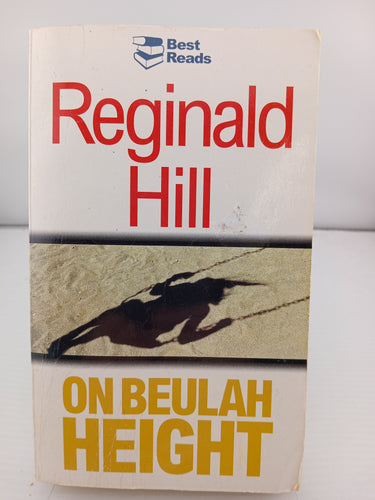 Best
Reads
Reginald
Hill
ON BEULAH
HEIGHT